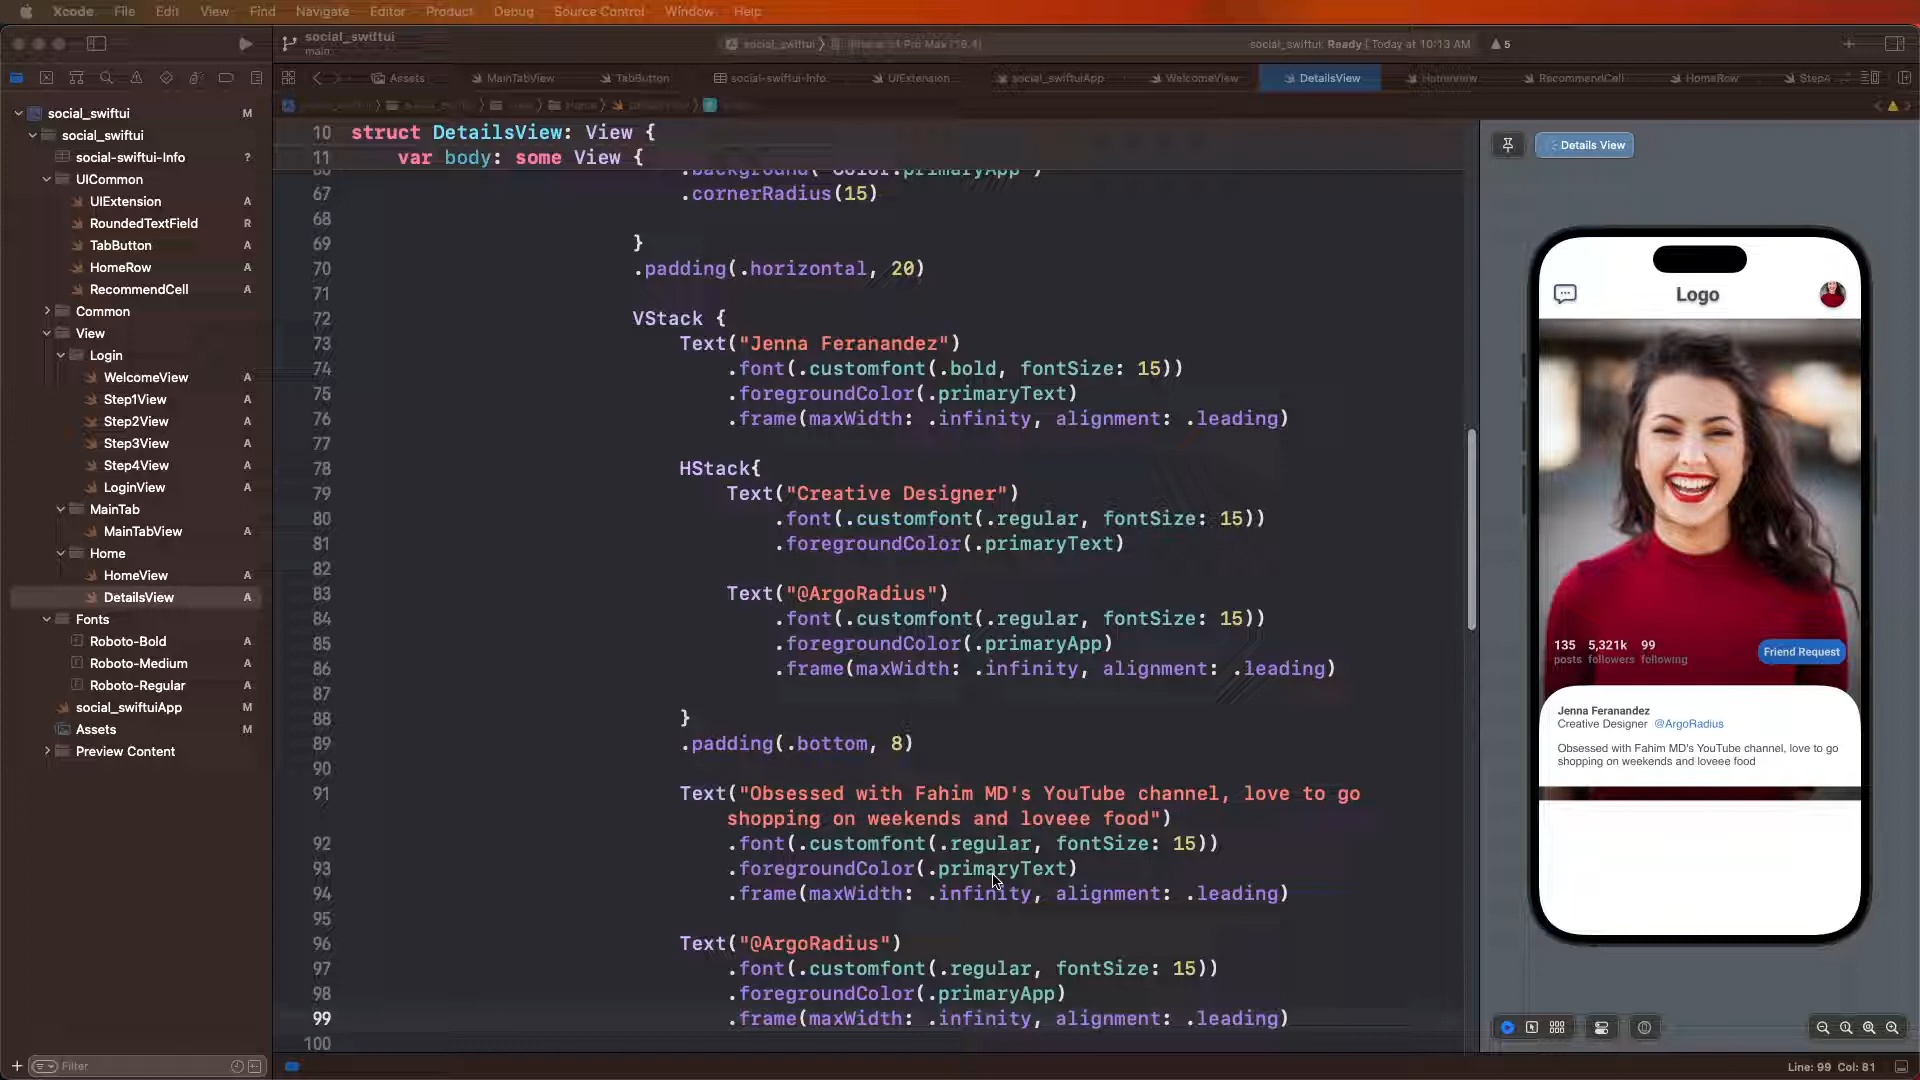 Xcode File Edit View Find Navigate Editor Product Debug Source Control Window Help
social_swiftui
main
social_swiftui
Pro Max
social_swiftui: Ready | Today at 10:13 AM
5
Assets MainTabView TabButton social-swiftui-Info UIExtension social_swiftuiApp WelcomeView DetailsView HomeView RecommendCell HomeRow Step4
social_swiftui M
social_swiftui
social-swiftui-Info ?
UICommon
UIExtension A
RoundedTextField R
TabButton A
HomeRow A
RecommendCell A
Common
View
Login
WelcomeView A
Step1View A
Step2View A
Step3View A
Step4View A
LoginView A
MainTab
MainTabView A
Home
HomeView A
DetailsView A
Fonts
Roboto-Bold A
Roboto-Medium A
Roboto-Regular A
social_swiftuiApp M
Assets M
Preview Content
Filter
10 struct DetailsView: View {
11 var body: some View {
.background( Color.primaryApp )
67 .cornerRadius(15)
68
69 }
70 .padding(.horizontal, 20)
71
72 VStack {
73 Text("Jenna Feranandez")
74 .font(.customfont(.bold, fontSize: 15))
75 .foregroundColor(.primaryText)
76 .frame(maxWidth: .infinity, alignment: .leading)
77
78 HStack{
79 Text("Creative Designer")
80 .font(.customfont(.regular, fontSize: 15))
81 .foregroundColor(.primaryText)
82
83 Text("@ArgoRadius")
84 .font(.customfont(.regular, fontSize: 15))
85 .foregroundColor(.primaryApp)
86 .frame(maxWidth: .infinity, alignment: .leading)
87
88 }
89 .padding(.bottom, 8)
90
91 Text("Obsessed with Fahim MD's YouTube channel, love to go
shopping on weekends and loveee food")
92 .font(.customfont(.regular, fontSize: 15))
93 .foregroundColor(.primaryText)
94 .frame(maxWidth: .infinity, alignment: .leading)
95
96 Text("@ArgoRadius")
97 .font(.customfont(.regular, fontSize: 15))
98 .foregroundColor(.primaryApp)
99 .frame(maxWidth: .infinity, alignment: .leading)
100
Details View
Logo
135 5,321k 99
posts followers following
Friend Request
Jenna Feranandez
Creative Designer @ArgoRadius
Obsessed with Fahim MD's YouTube channel, love to go
shopping on weekends and loveee food
Line: 99 Col: 81